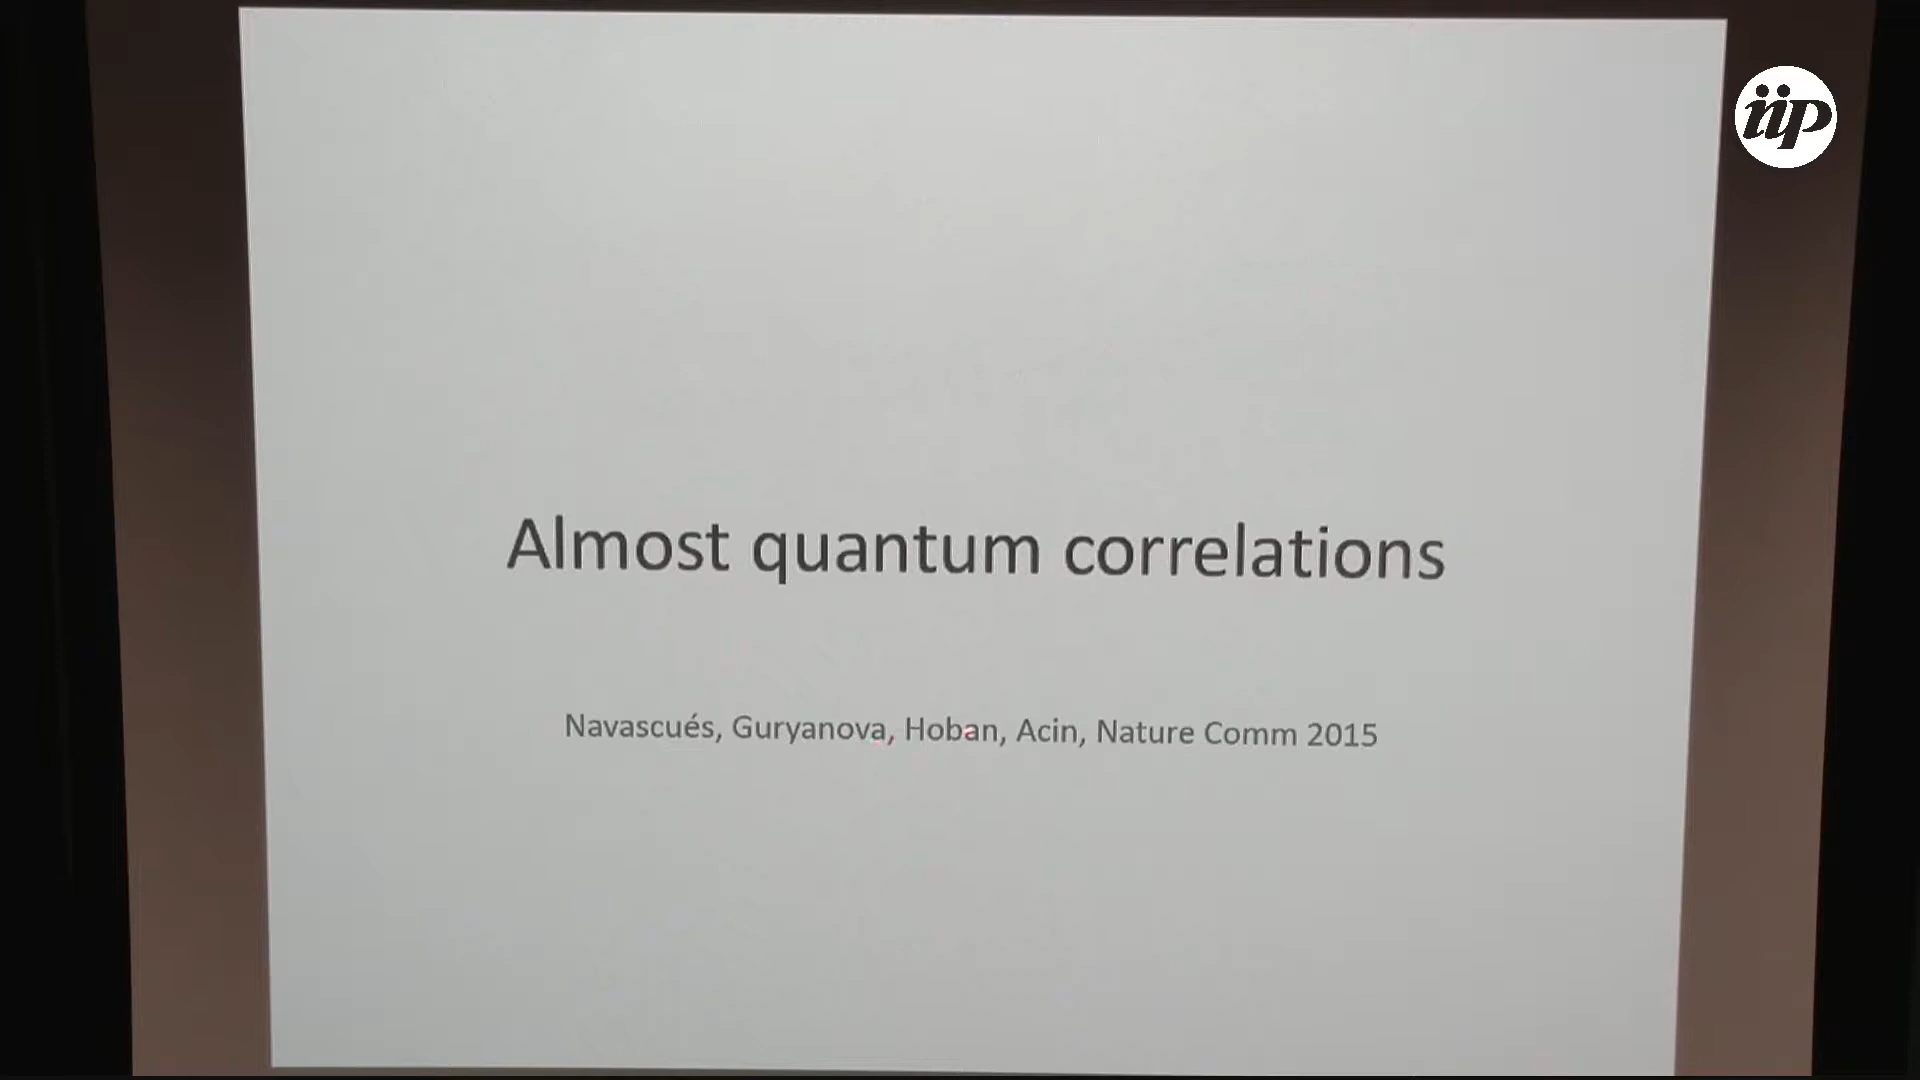 iip
Almost quantum correlations
Navascués, Guryanova, Hoban, Acin, Nature Comm 2015